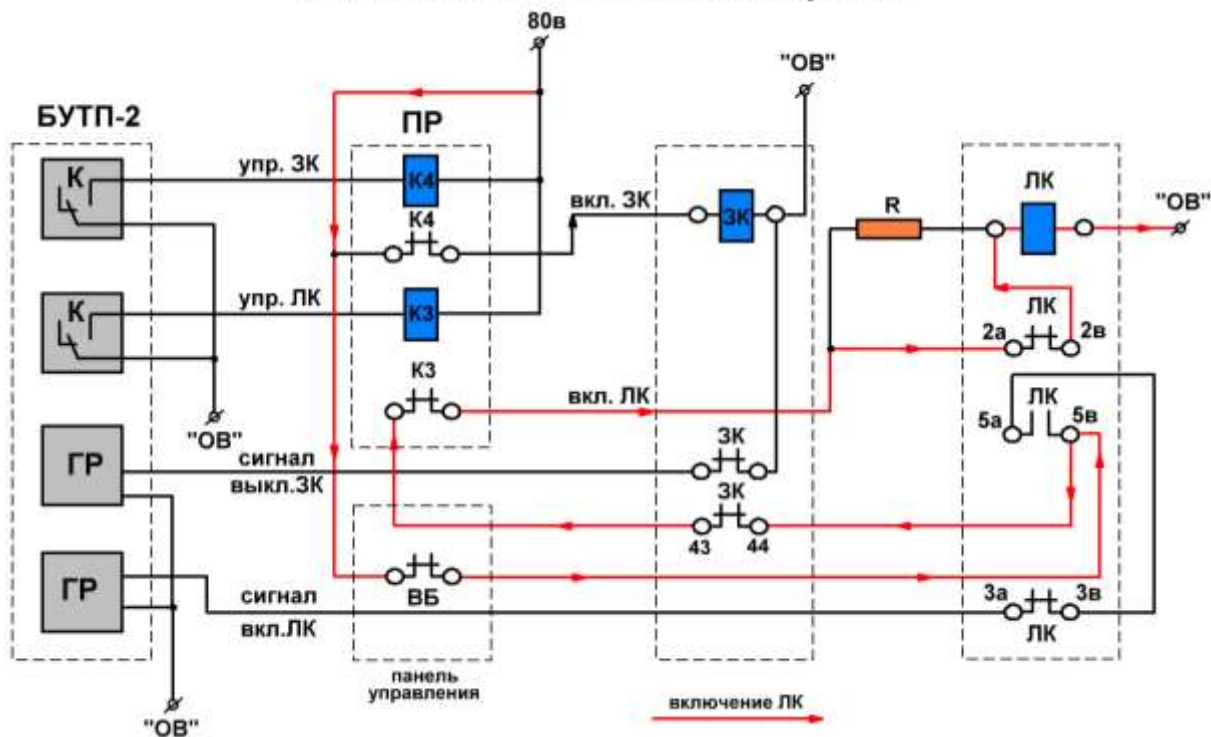 80в
"ОВ"
БУТП-2
ПР
К
упр. ЗК
К4
вкл. ЗК
ЗК
R
ЛК
"ОВ"
К4
К
упр. ЛК
К3
ЛК
2а
2в
К3
вкл. ЛК
ЛК
5а
5в
"ОВ"
ГР
сигнал
выкл.ЗК
ЗК
ЗК
43
44
ГР
ВБ
сигнал
вкл.ЛК
3а
3в
ЛК
панель
управления
включение ЛК
"ОВ"